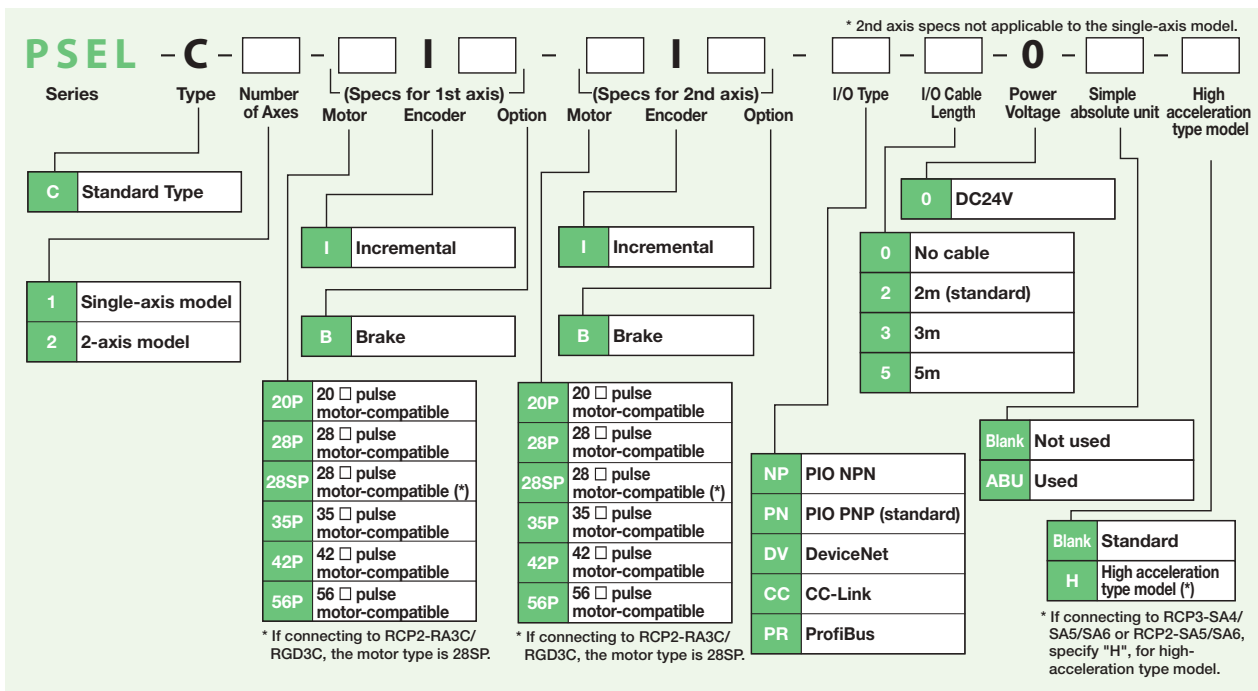 * 2nd axis specs not applicable to the single-axis model.
PSEL - C - - I - I - - - 0 - -
Series
Type
Number
of Axes
(Specs for 1st axis)
Motor Encoder Option
(Specs for 2nd axis)
Motor Encoder Option
I/O Type
I/O Cable
Length
Power
Voltage
Simple
absolute unit
High
acceleration
type model
C Standard Type
1 Single-axis model
2 2-axis model
I Incremental
B Brake
20P 20 □ pulse
motor-compatible
28P 28 □ pulse
motor-compatible
28SP 28 □ pulse
motor-compatible (*)
35P 35 □ pulse
motor-compatible
42P 42 □ pulse
motor-compatible
56P 56 □ pulse
motor-compatible
* If connecting to RCP2-RA3C/
RGD3C, the motor type is 28SP.
I Incremental
B Brake
20P 20 □ pulse
motor-compatible
28P 28 □ pulse
motor-compatible
28SP 28 □ pulse
motor-compatible (*)
35P 35 □ pulse
motor-compatible
42P 42 □ pulse
motor-compatible
56P 56 □ pulse
motor-compatible
* If connecting to RCP2-RA3C/
RGD3C, the motor type is 28SP.
NP PIO NPN
PN PIO PNP (standard)
DV DeviceNet
CC CC-Link
PR ProfiBus
0 No cable
2 2m (standard)
3 3m
5 5m
0 DC24V
Blank Not used
ABU Used
Blank Standard
H High acceleration
type model (*)
* If connecting to RCP3-SA4/
SA5/SA6 or RCP2-SA5/SA6,
specify "H", for high-
acceleration type model.